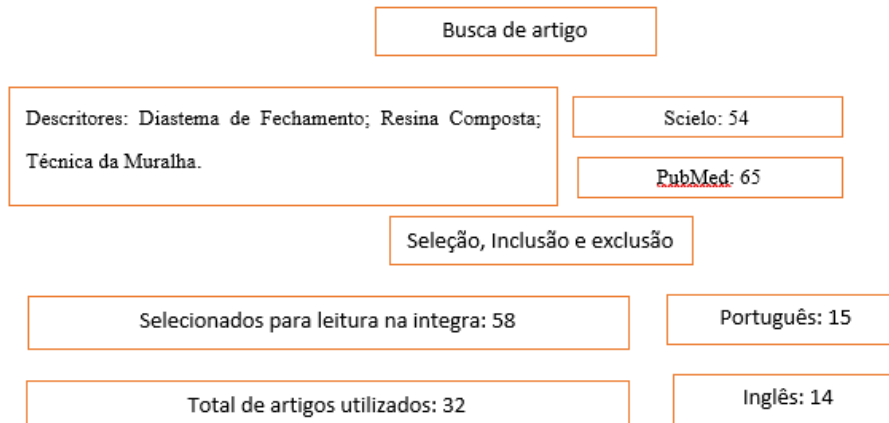 Busca de artigo
Descritores: Diastema de Fechamento; Resina Composta;
Técnica da Muralha.
Scielo: 54
PubMed: 65
Seleção, Inclusão e exclusão
Selecionados para leitura na integra: 58
Português: 15
Total de artigos utilizados: 32
Inglês: 14